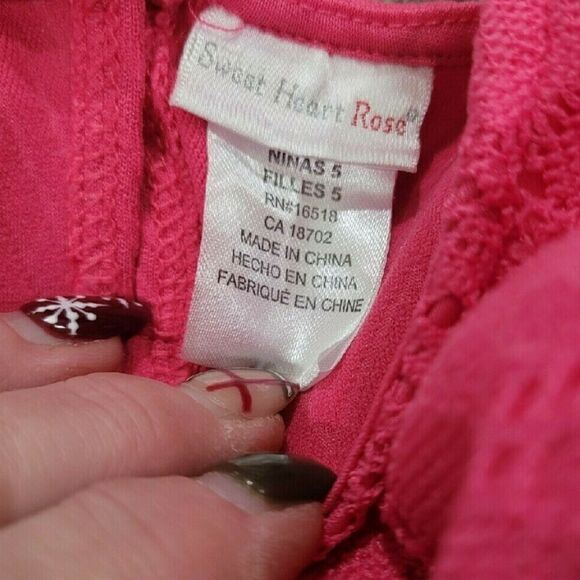 Sweet Heart Rose®
NINAS 5
FILLES 5
RN#16518
CA 18702
MADE IN CHINA
HECHO EN CHINA
FABRIQUÉ EN CHINE